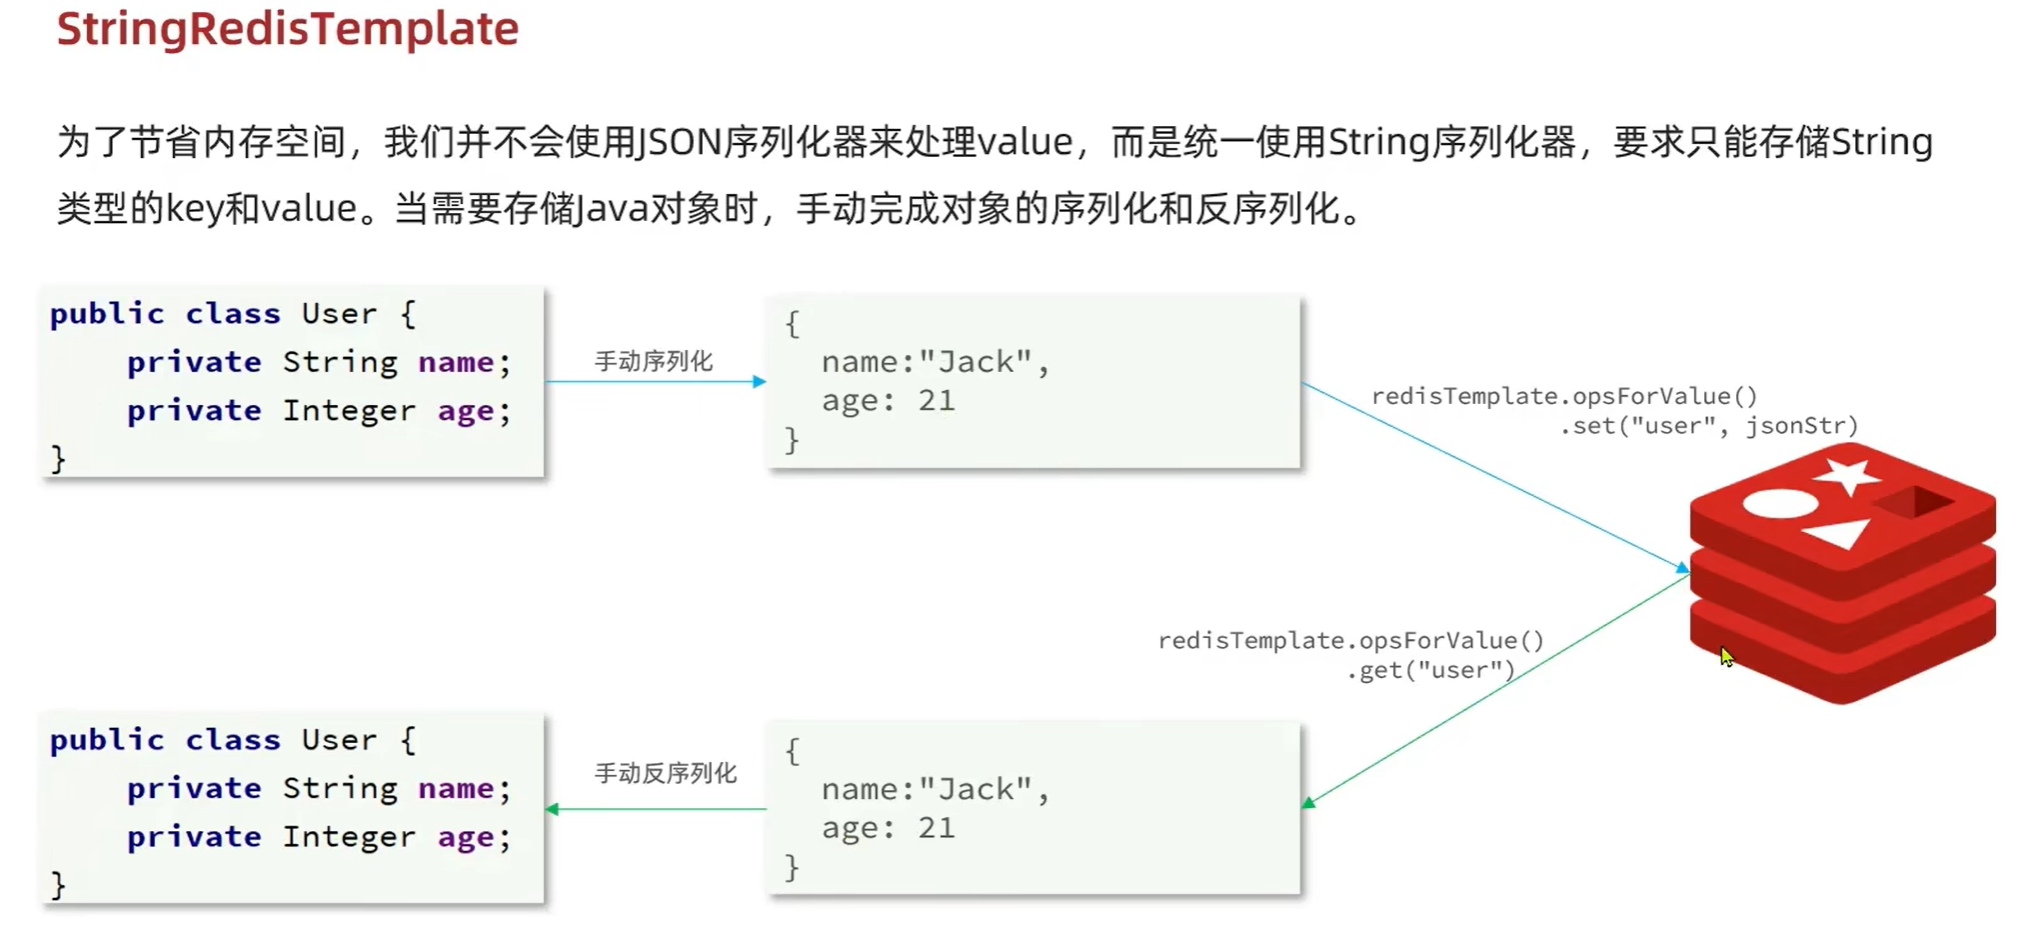 StringRedisTemplate
为了节省内存空间，我们并不会使用JSON序列化器来处理value，而是统一使用String序列化器，要求只能存储String
类型的key和value。当需要存储Java对象时，手动完成对象的序列化和反序列化。
public class User {
    private String name;
    private Integer age;
}
手动序列化
{
  name:"Jack",
  age: 21
}
redisTemplate.opsForValue()
.set("user", jsonStr)
redisTemplate.opsForValue()
.get("user")
{
  name:"Jack",
  age: 21
}
手动反序列化
public class User {
    private String name;
    private Integer age;
}